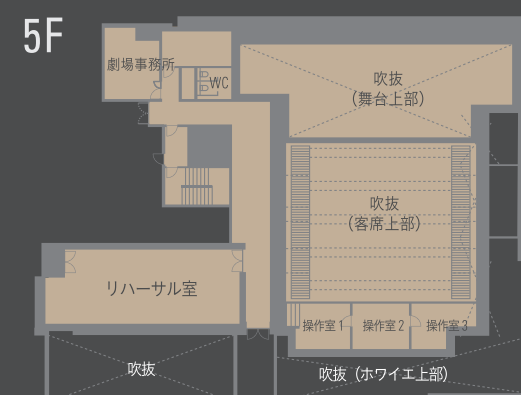 5F
劇場事務所
WC
吹抜
（舞台上部）
吹抜
（客席上部）
リハーサル室
操作室1
操作室2
操作室3
吹抜
吹抜（ホワイエ上部）